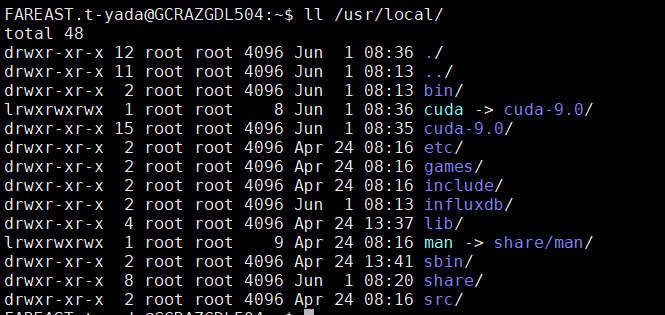 FAREAST.t-yada@GCRAZGDL504:~$ ll /usr/local/
total 48
drwxr-xr-x 12 root root 4096 Jun  1 08:36 ./
drwxr-xr-x 11 root root 4096 Jun  1 08:13 ../
drwxr-xr-x  2 root root 4096 Jun  1 08:13 bin/
lrwxrwxrwx  1 root root    8 Jun  1 08:36 cuda -> cuda-9.0/
drwxr-xr-x 15 root root 4096 Jun  1 08:35 cuda-9.0/
drwxr-xr-x  2 root root 4096 Apr 24 08:16 etc/
drwxr-xr-x  2 root root 4096 Apr 24 08:16 games/
drwxr-xr-x  2 root root 4096 Apr 24 08:16 include/
drwxr-xr-x  2 root root 4096 Jun  1 08:13 influxdb/
drwxr-xr-x  4 root root 4096 Apr 24 13:37 lib/
lrwxrwxrwx  1 root root    9 Apr 24 08:16 man -> share/man/
drwxr-xr-x  2 root root 4096 Apr 24 13:41 sbin/
drwxr-xr-x  8 root root 4096 Jun  1 08:20 share/
drwxr-xr-x  2 root root 4096 Apr 24 08:16 src/
FAREAST.t-yada@GCRAZGDL504:~$